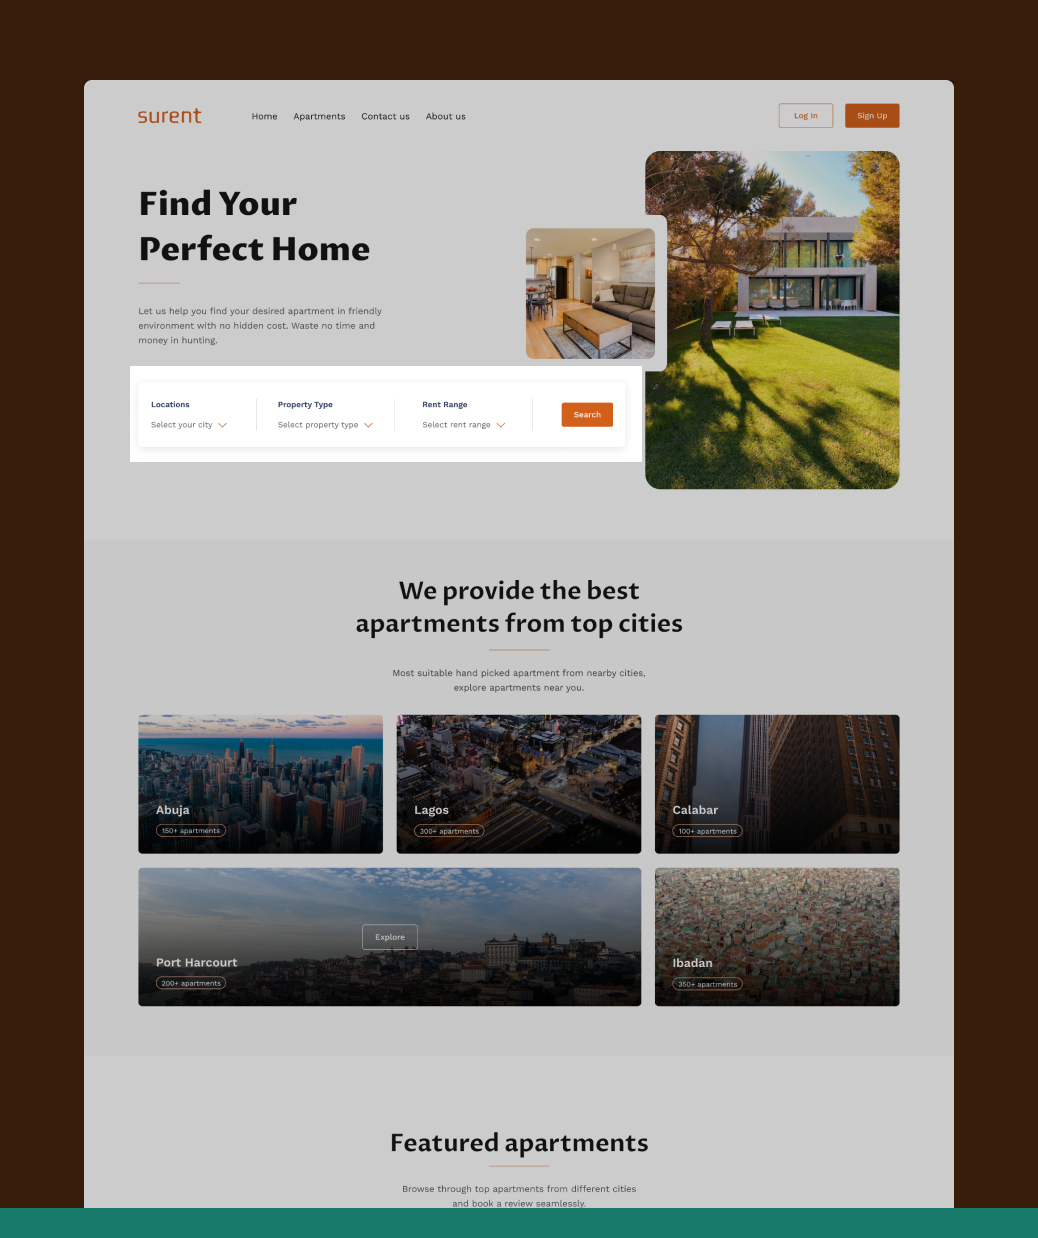 surent
Home Apartments Contact us About us
Log In Sign Up
Find Your
Perfect Home
Let us help you find your desired apartment in friendly
environment with no hidden cost. Waste no time and
money in hunting.
Locations Property Type Rent Range
Select your city Select property type Select rent range
Search
We provide the best
apartments from top cities
Most suitable hand picked apartment from nearby cities,
explore apartments near you.
Abuja
150+ apartments
Lagos
300+ apartments
Calabar
100+ apartments
Explore
Port Harcourt
200+ apartments
Ibadan
350+ apartments
Featured apartments
Browse through top apartments from different cities
and book a review seamlessly.